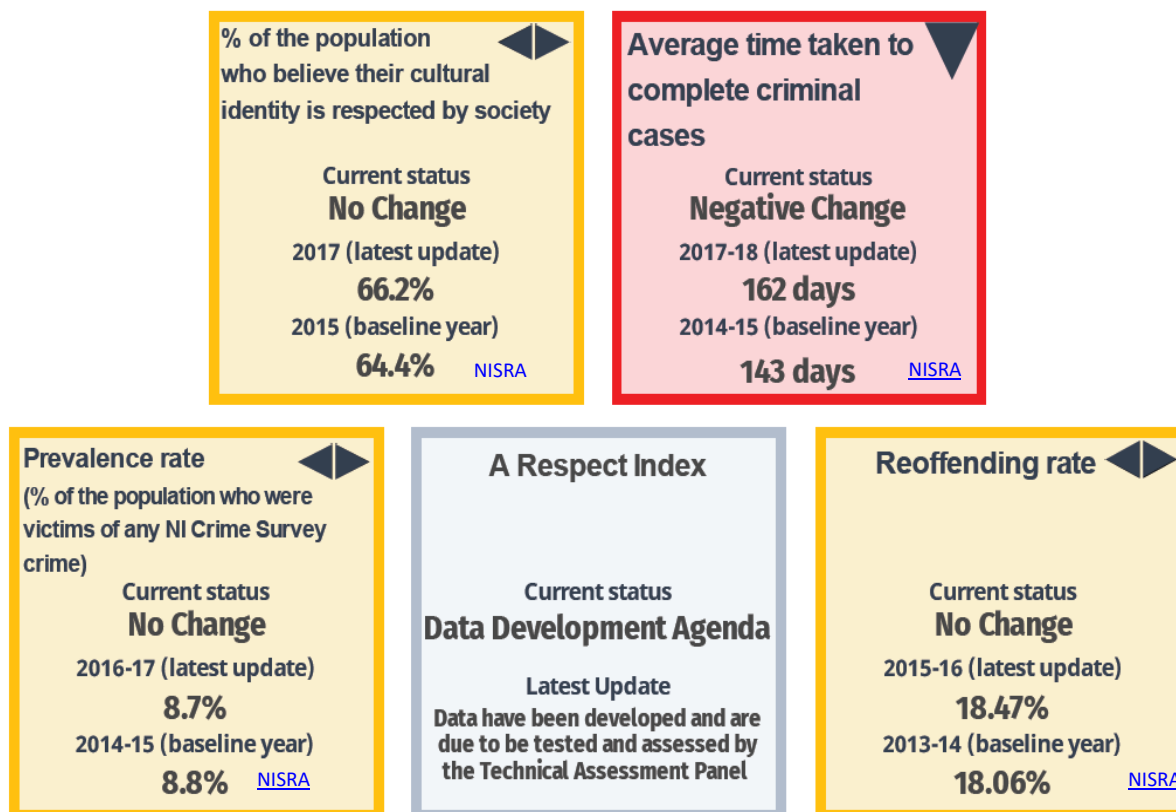 % of the population
who believe their cultural
identity is respected by society
Current status
No Change
2017 (latest update)
66.2%
2015 (baseline year)
64.4%
NISRA
Average time taken to
complete criminal
cases
Current status
Negative Change
2017-18 (latest update)
162 days
2014-15 (baseline year)
143 days
NISRA
Prevalence rate
(% of the population who were
victims of any NI Crime Survey
crime)
Current status
No Change
2016-17 (latest update)
8.7%
2014-15 (baseline year)
8.8%
NISRA
A Respect Index
Current status
Data Development Agenda
Latest Update
Data have been developed and are
due to be tested and assessed by
the Technical Assessment Panel
Reoffending rate
Current status
No Change
2015-16 (latest update)
18.47%
2013-14 (baseline year)
18.06%
NISRA